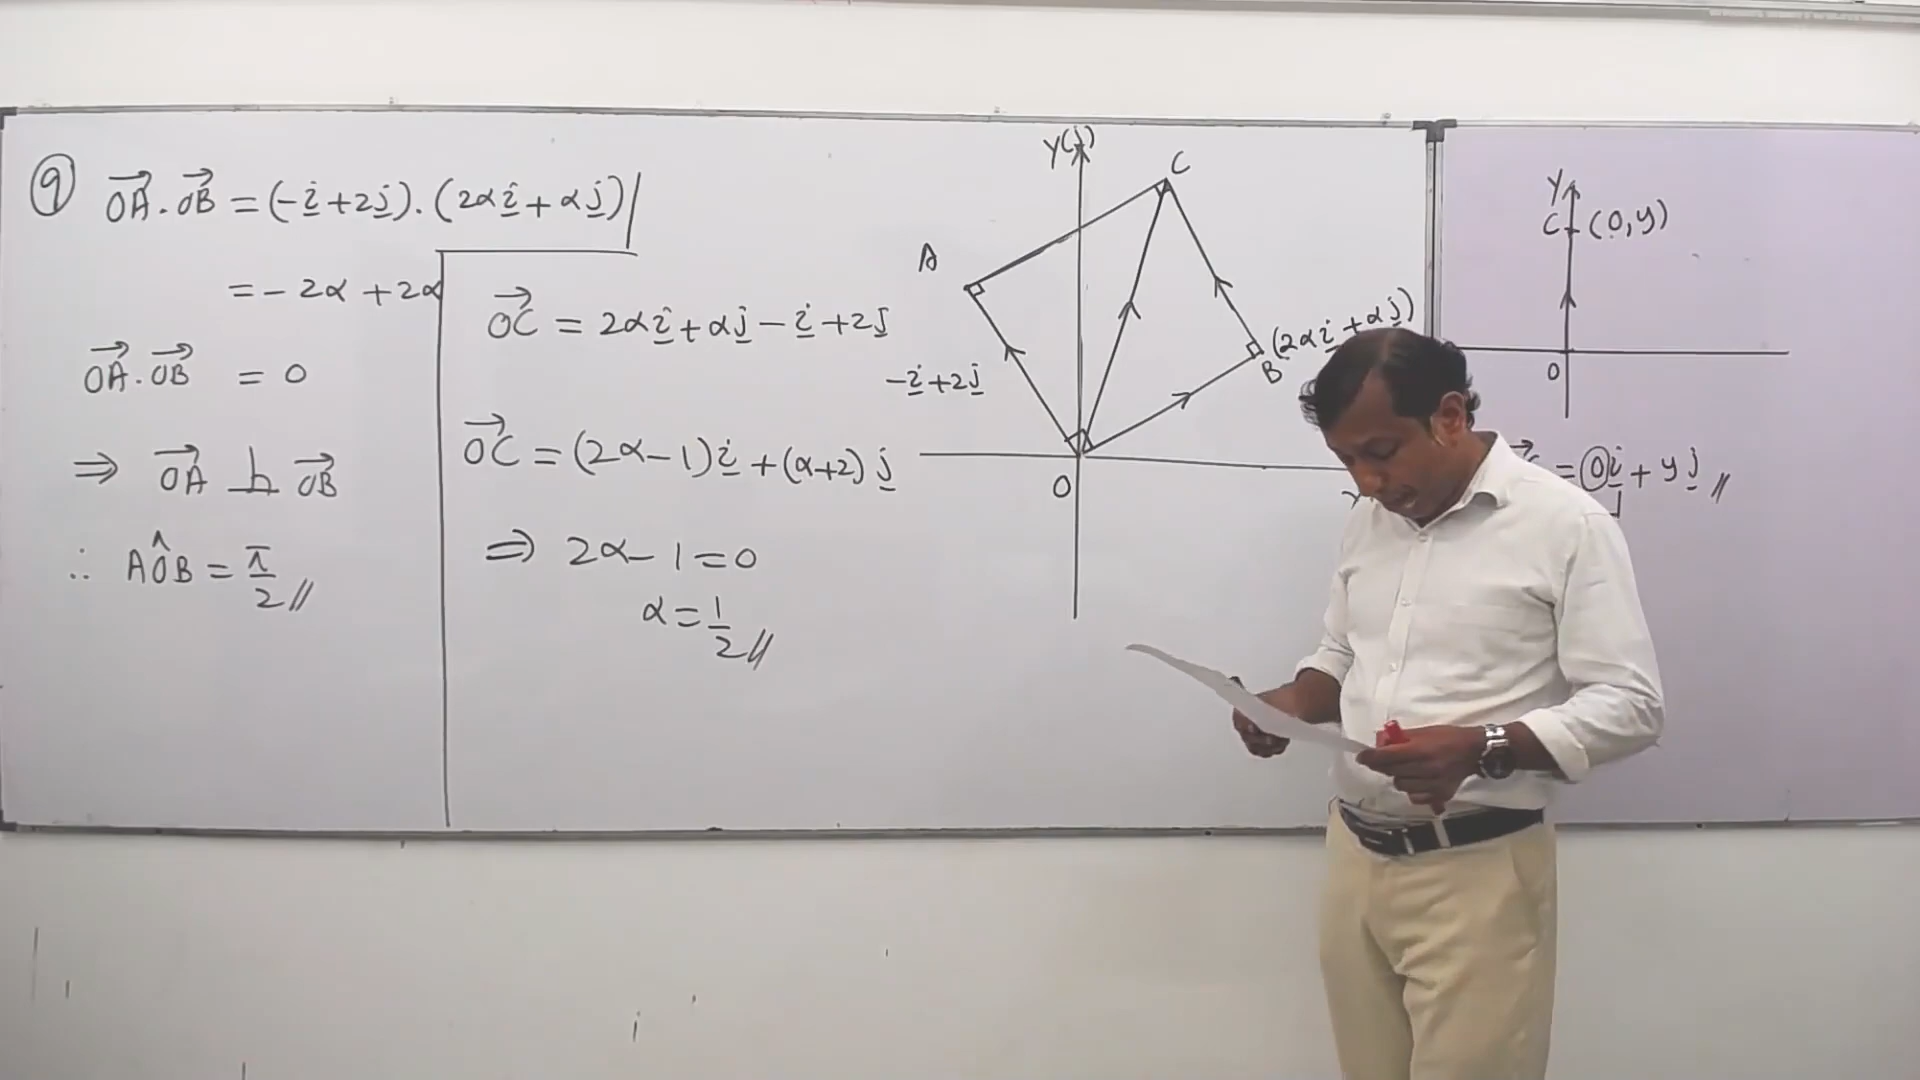 9 OA⃗ . OB⃗ = (-i + 2j) . (2αi + αj)
= - 2α + 2α
OA⃗ . OB⃗ = 0
⇒ OA⃗ ⊥ OB⃗
∴ AÔB = π/2 //
OC⃗ = 2αi + αj - i + 2j
OC⃗ = (2α - 1)i + (α+2)j
⇒ 2α - 1 = 0
α = 1/2 //
Y(j)
C
A
-i + 2j
(2αi + αj)
B
O
Y
C (0,y)
O
= 0i + yj //